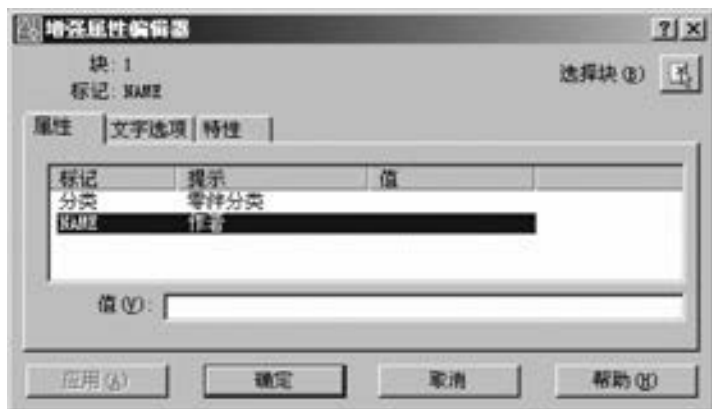 增强属性编辑器
块: 1
标记: NAME
选择块(B)
属性 文字选项 特性
标记 提示 值
分类 零件分类
NAME 作者
值(V):
应用(A) 确定 取消 帮助(H)